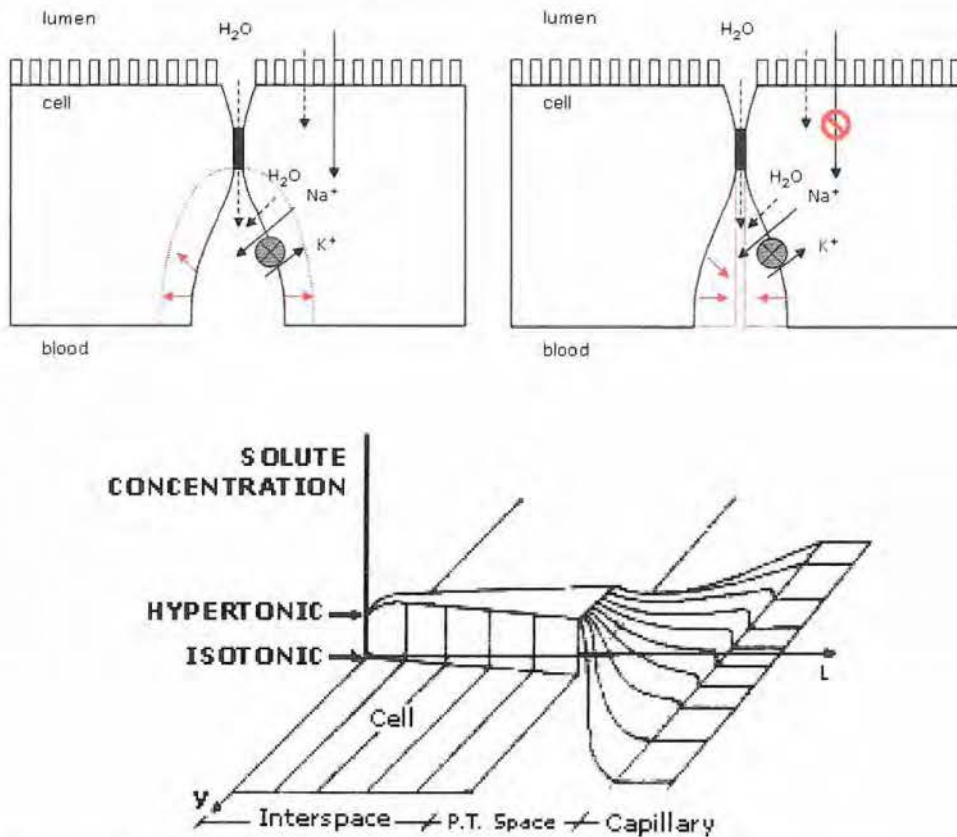 lumen
H₂O
cell
H₂O
Na⁺
K⁺
blood
lumen
H₂O
cell
H₂O
Na⁺
K⁺
blood
SOLUTE
CONCENTRATION
HYPERTONIC
ISOTONIC
L
Cell
y
Interspace
P.T. Space
Capillary